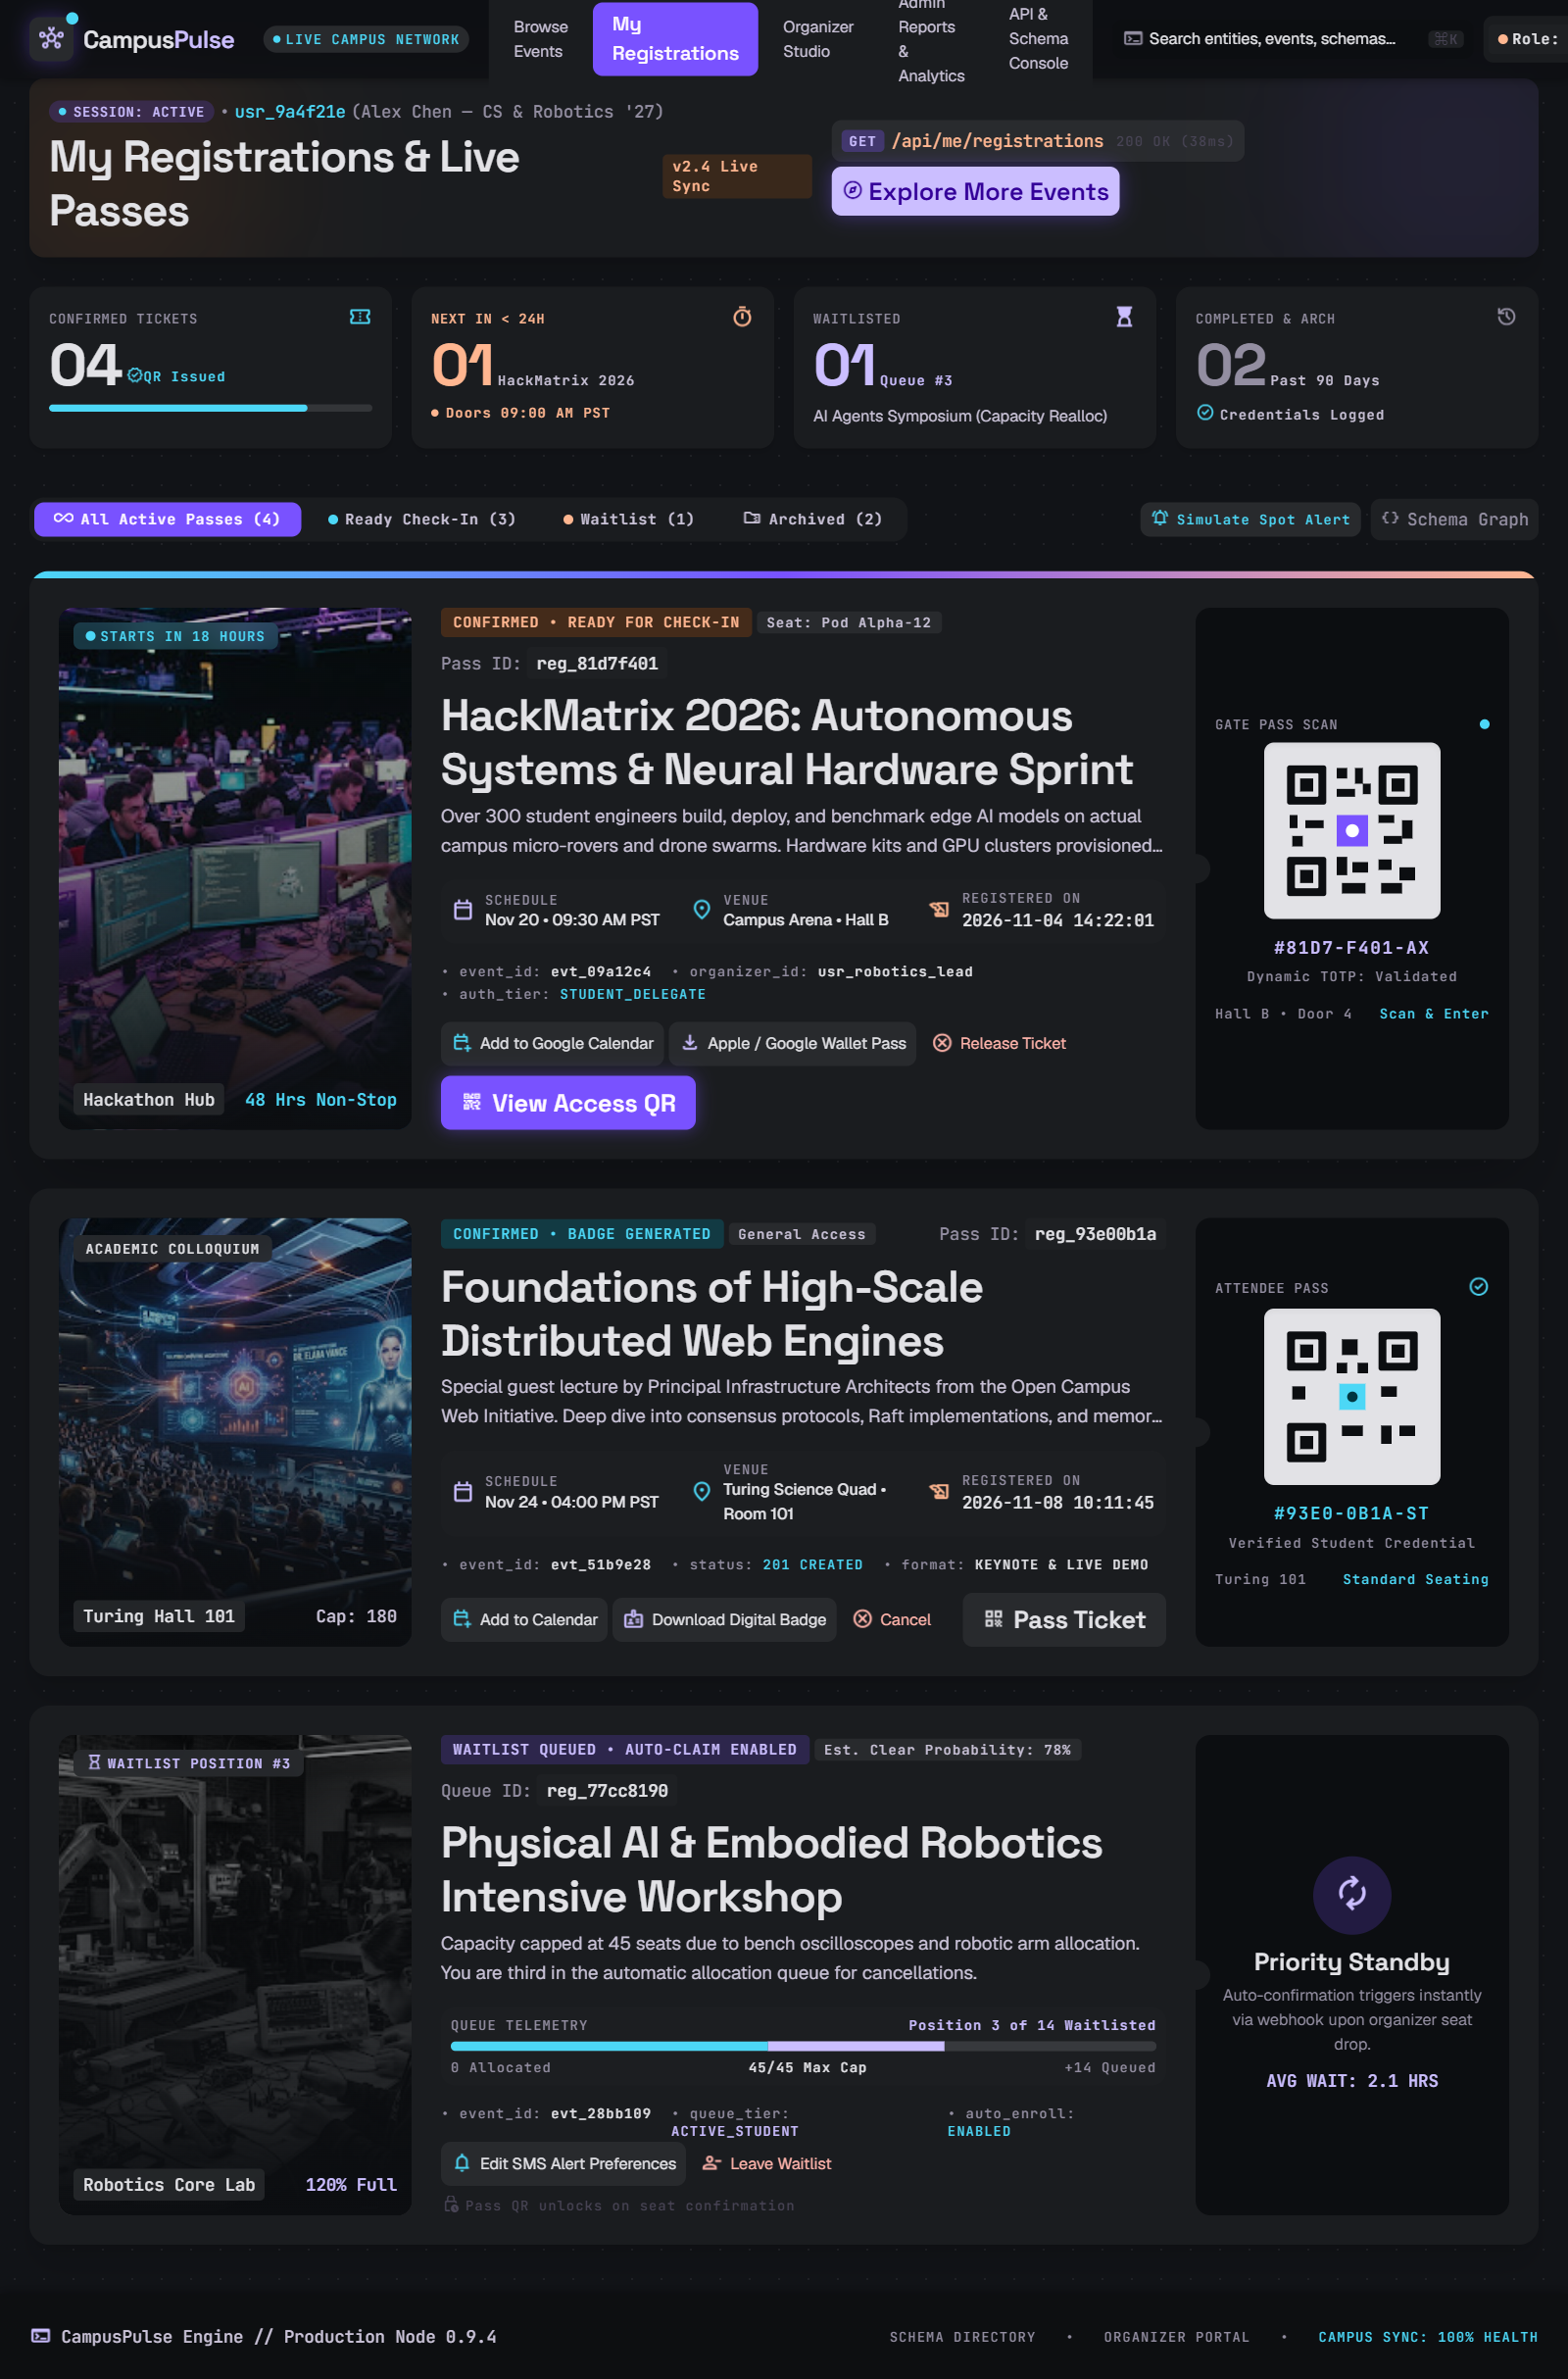 CampusPulse
LIVE CAMPUS NETWORK
Browse
Events
My
Registrations
Organizer
Studio
Admin
Reports
&
Analytics
API &
Schema
Console
Search entities, events, schemas...
⌘K
Role:
SESSION: ACTIVE • usr_9a4f21e (Alex Chen — CS & Robotics '27)
My Registrations & Live
Passes
v2.4 Live
Sync
GET /api/me/registrations 200 OK (38ms)
Explore More Events
CONFIRMED TICKETS
04 QR Issued
NEXT IN < 24H
01 HackMatrix 2026
Doors 09:00 AM PST
WAITLISTED
01 Queue #3
AI Agents Symposium (Capacity Realloc)
COMPLETED & ARCH
02 Past 90 Days
Credentials Logged
All Active Passes (4)
Ready Check-In (3)
Waitlist (1)
Archived (2)
Simulate Spot Alert
Schema Graph
STARTS IN 18 HOURS
Hackathon Hub
48 Hrs Non-Stop
CONFIRMED • READY FOR CHECK-IN
Seat: Pod Alpha-12
Pass ID: reg_81d7f401
HackMatrix 2026: Autonomous
Systems & Neural Hardware Sprint
Over 300 student engineers build, deploy, and benchmark edge AI models on actual
campus micro-rovers and drone swarms. Hardware kits and GPU clusters provisioned...
SCHEDULE
Nov 20 • 09:30 AM PST
VENUE
Campus Arena • Hall B
REGISTERED ON
2026-11-04 14:22:01
• event_id: evt_09a12c4 • organizer_id: usr_robotics_lead
• auth_tier: STUDENT_DELEGATE
Add to Google Calendar
Apple / Google Wallet Pass
Release Ticket
View Access QR
GATE PASS SCAN
#81D7-F401-AX
Dynamic TOTP: Validated
Hall B • Door 4
Scan & Enter
ACADEMIC COLLOQUIUM
DR. ELARA VANCE
AI
Turing Hall 101
Cap: 180
CONFIRMED • BADGE GENERATED
General Access
Pass ID: reg_93e00b1a
Foundations of High-Scale
Distributed Web Engines
Special guest lecture by Principal Infrastructure Architects from the Open Campus
Web Initiative. Deep dive into consensus protocols, Raft implementations, and memor...
SCHEDULE
Nov 24 • 04:00 PM PST
VENUE
Turing Science Quad •
Room 101
REGISTERED ON
2026-11-08 10:11:45
• event_id: evt_51b9e28 • status: 201 CREATED • format: KEYNOTE & LIVE DEMO
Add to Calendar
Download Digital Badge
Cancel
Pass Ticket
ATTENDEE PASS
#93E0-0B1A-ST
Verified Student Credential
Turing 101
Standard Seating
WAITLIST POSITION #3
Robotics Core Lab
120% Full
WAITLIST QUEUED • AUTO-CLAIM ENABLED
Est. Clear Probability: 78%
Queue ID: reg_77cc8190
Physical AI & Embodied Robotics
Intensive Workshop
Capacity capped at 45 seats due to bench oscilloscopes and robotic arm allocation.
You are third in the automatic allocation queue for cancellations.
QUEUE TELEMETRY
Position 3 of 14 Waitlisted
0 Allocated
45/45 Max Cap
+14 Queued
• event_id: evt_28bb109
• queue_tier:
ACTIVE_STUDENT
• auto_enroll:
ENABLED
Edit SMS Alert Preferences
Leave Waitlist
Pass QR unlocks on seat confirmation
Priority Standby
Auto-confirmation triggers instantly
via webhook upon organizer seat
drop.
AVG WAIT: 2.1 HRS
CampusPulse Engine // Production Node 0.9.4
SCHEMA DIRECTORY • ORGANIZER PORTAL • CAMPUS SYNC: 100% HEALTH